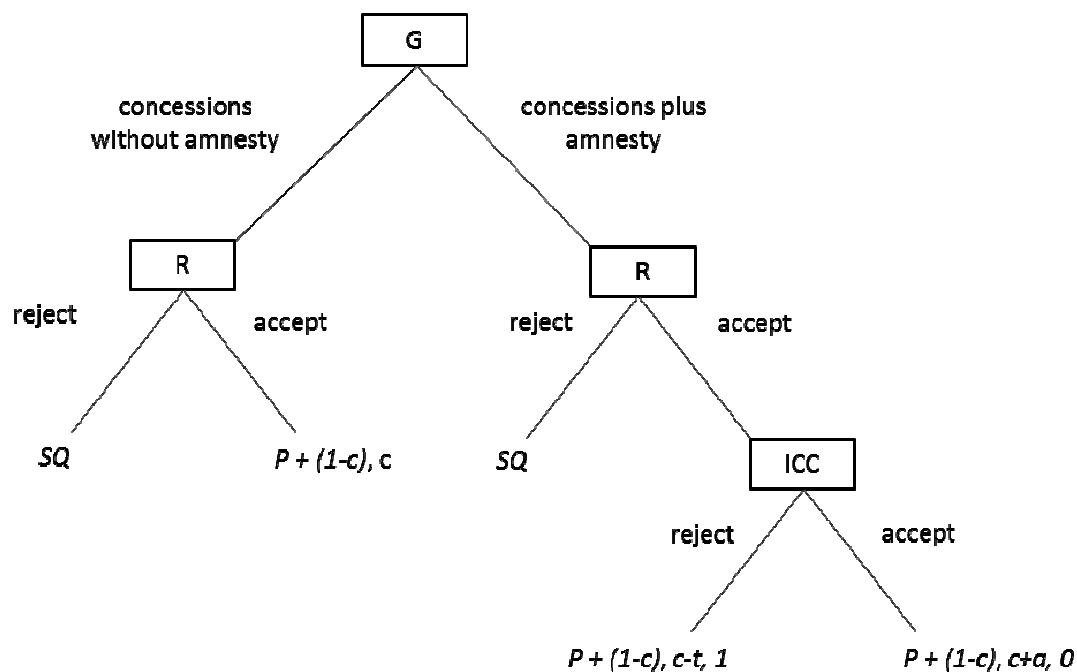 G
concessions
without amnesty
concessions plus
amnesty
R
R
reject
accept
reject
accept
SQ
P + (1-c), c
SQ
ICC
reject
accept
P + (1-c), c-t, 1
P + (1-c), c+a, 0